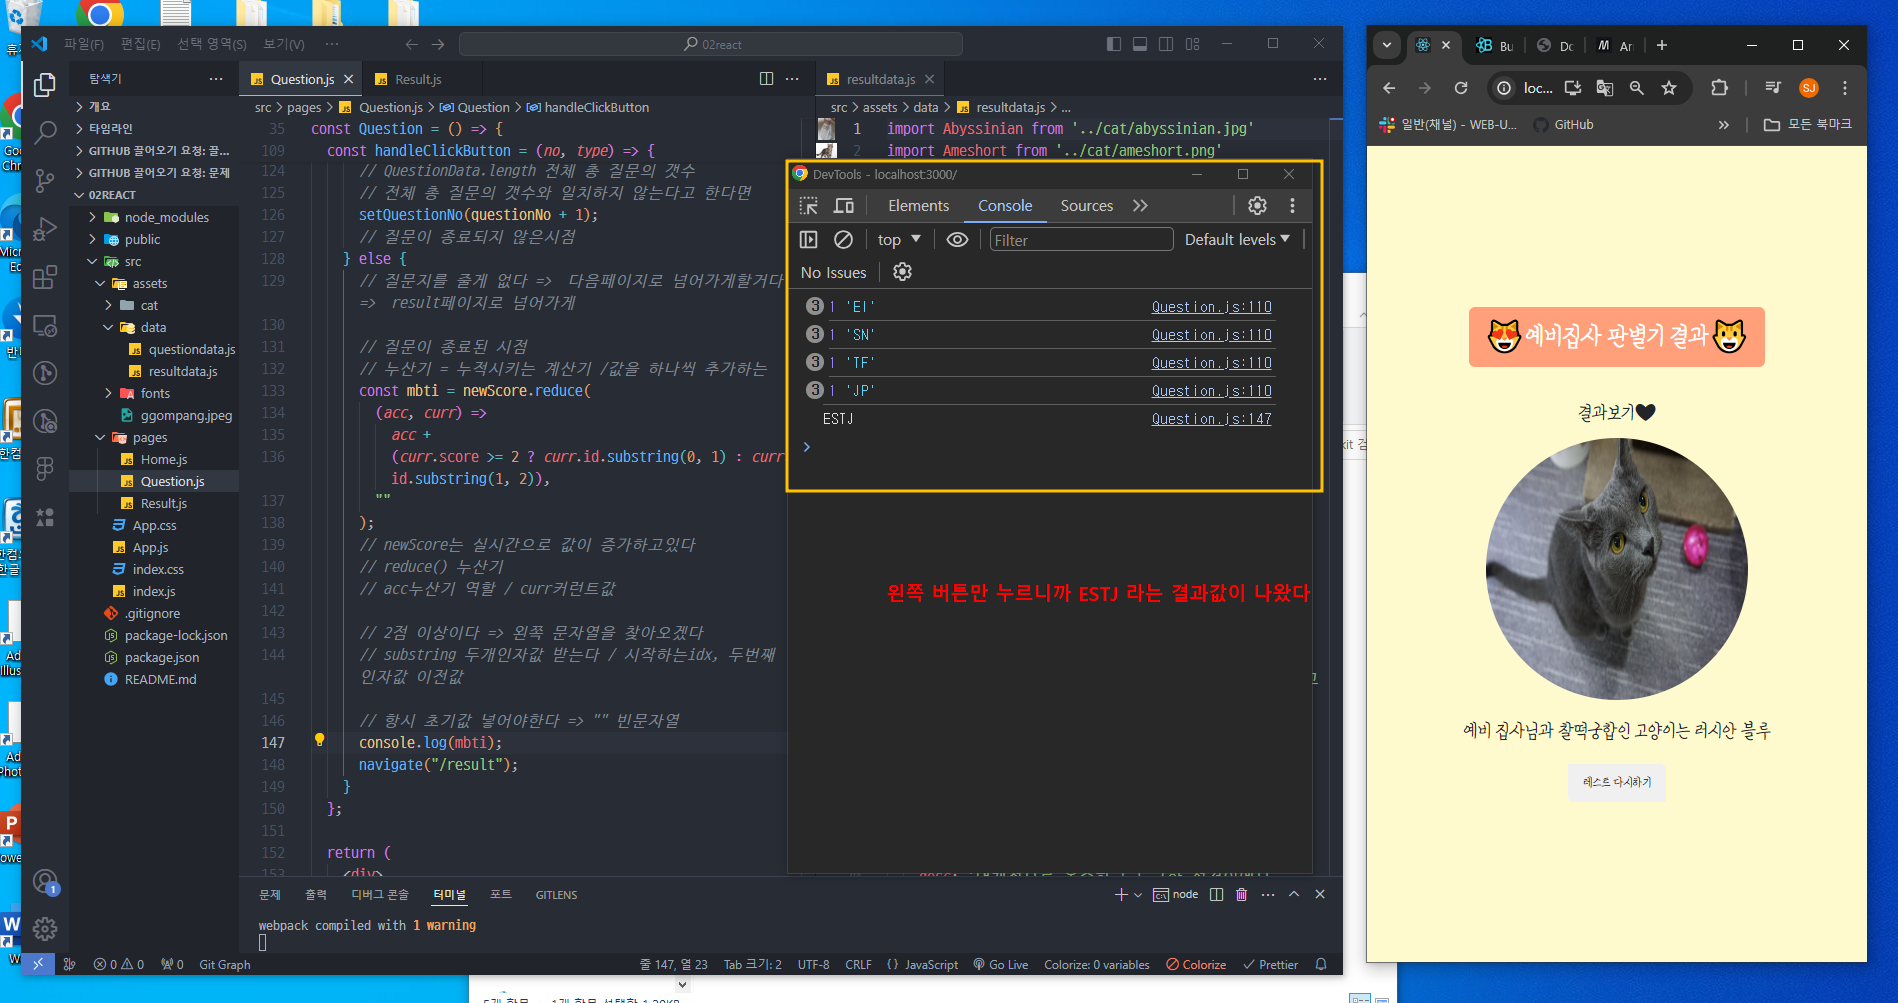 파일(F) 편집(E) 선택 영역(S) 보기(V) ···
02react
탐색기
개요
타임라인
GITHUB 끌어오기 요청: 끌...
GITHUB 끌어오기 요청: 문제
02REACT
node_modules
public
src
assets
cat
data
questiondata.js
resultdata.js
fonts
ggompang.jpeg
pages
Home.js
Question.js
Result.js
App.css
App.js
index.css
index.js
.gitignore
package-lock.json
package.json
README.md
Question.js
Result.js
src > pages > Question.js > Question > handleClickButton
35 const Question = () => {
109 const handleClickButton = (no, type) => {
124 // QuestionData.length 전체 총 질문의 갯수
125 // 전체 총 질문의 갯수와 일치하지 않는다고 한다면
126 setQuestionNo(questionNo + 1);
127 // 질문이 종료되지 않은시점
128 } else {
129 // 질문지를 줄게 없다 => 다음페이지로 넘어가게할거다
=> result페이지로 넘어가게
130
131 // 질문이 종료된 시점
132 // 누산기 = 누적시키는 계산기 /값을 하나씩 추가하는
133 const mbti = newScore.reduce(
134 (acc, curr) =>
135 acc +
136 (curr.score >= 2 ? curr.id.substring(0, 1) : curr
id.substring(1, 2)),
137 ""
138 );
139 // newScore는 실시간으로 값이 증가하고있다
140 // reduce() 누산기
141 // acc누산기 역할 / curr커런트값
142
143 // 2점 이상이다 => 왼쪽 문자열을 찾아오겠다
144 // substring 두개인자값 받는다 / 시작하는idx, 두번째
인자값 이전값
145
146 // 항시 초기값 넣어야한다 => "" 빈문자열
147 console.log(mbti);
148 navigate("/result");
149 }
150 };
151
152 return (
153 <div>
resultdata.js
src > assets > data > resultdata.js > ...
1 import Abyssinian from '../cat/abyssinian.jpg'
2 import Ameshort from '../cat/ameshort.png'
DevTools - localhost:3000/
Elements Console Sources
top Filter Default levels
No Issues
3 1 'EI' Question.js:110
3 1 'SN' Question.js:110
3 1 'TF' Question.js:110
3 1 'JP' Question.js:110
ESTJ Question.js:147
왼쪽 버튼만 누르니까 ESTJ 라는 결과값이 나왔다
문제 출력 디버그 콘솔 터미널 포트 GITLENS
node
webpack compiled with 1 warning
0 0 0 Git Graph
줄 147, 열 23 Tab 크기: 2 UTF-8 CRLF {} JavaScript Go Live Colorize: 0 variables Colorize Prettier
Bu Do M Ar
loc... SJ
일반(채널) - WEB-U... GitHub 모든 북마크
예비집사 판별기 결과
결과보기
예비 집사님과 찰떡궁합인 고양이는 러시안 블루
테스트 다시하기